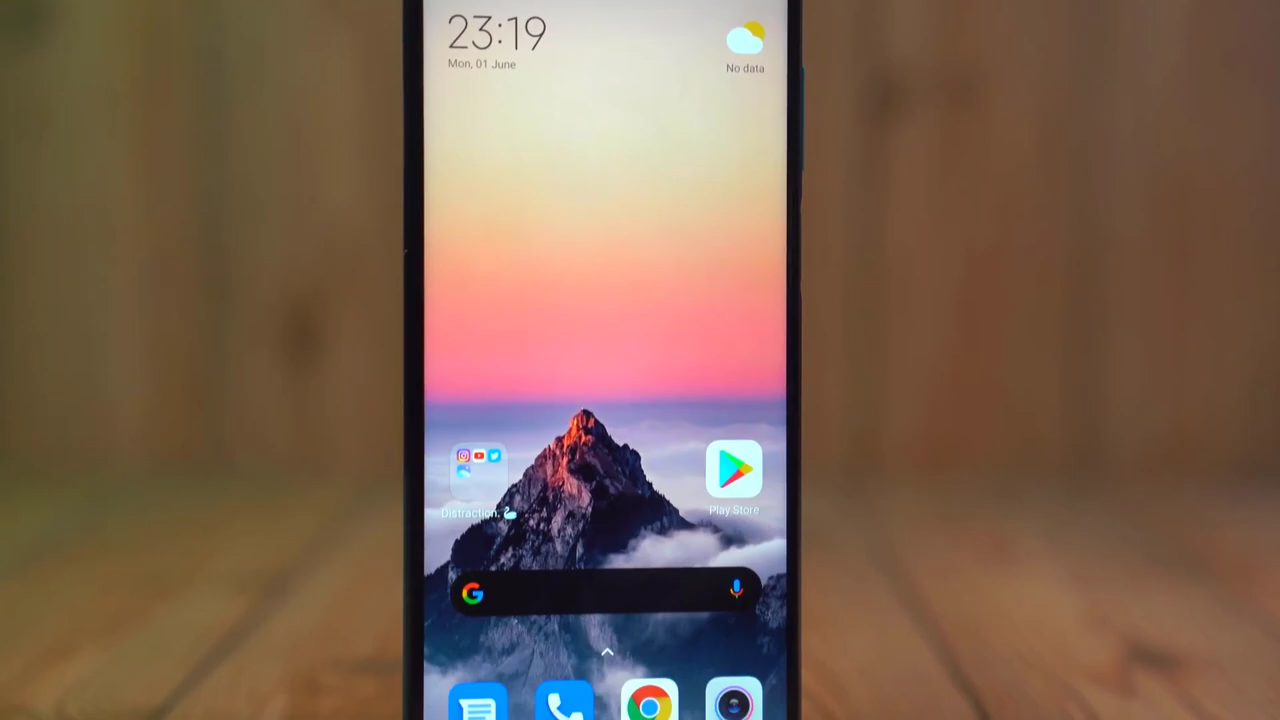 23:19
Mon, 01 June
No data
Distraction.
Play Store